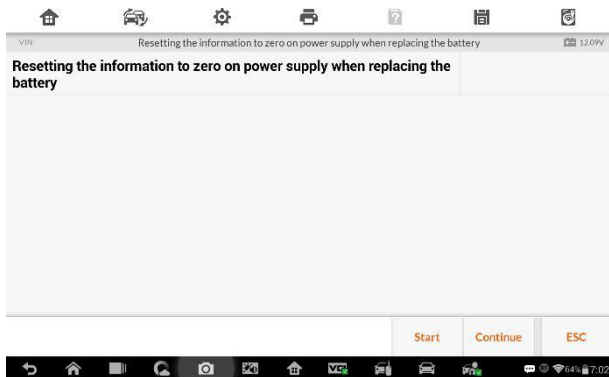 VIN:
Resetting the information to zero on power supply when replacing the battery
12.09V
Resetting the information to zero on power supply when replacing the
battery
Start
Continue
ESC
VCI
64%
7:02